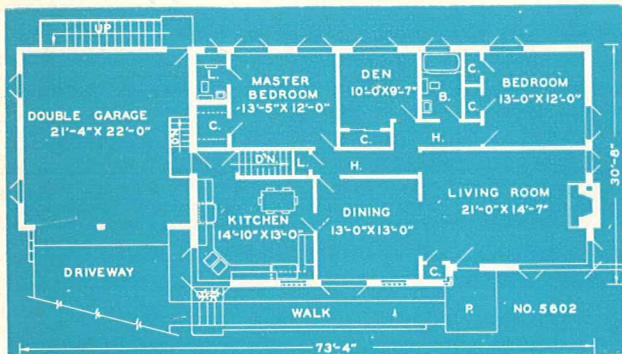 UP
L.
MASTER
BEDROOM
13'-5" X 12'-0"
DEN
10'-0 X 9'-7"
B.
C.
C.
BEDROOM
13'-0" X 12'-0"
DOUBLE GARAGE
21'-4" X 22'-0"
DN.
C.
C.
H.
30'-8"
D'N.
L.
H.
KITCHEN
14'-10" X 13'-0"
DINING
13'-0 X 13'-0"
LIVING ROOM
21'-0" X 14'-7"
C.
DRIVEWAY
WALK
P.
NO. 5602
73'-4"